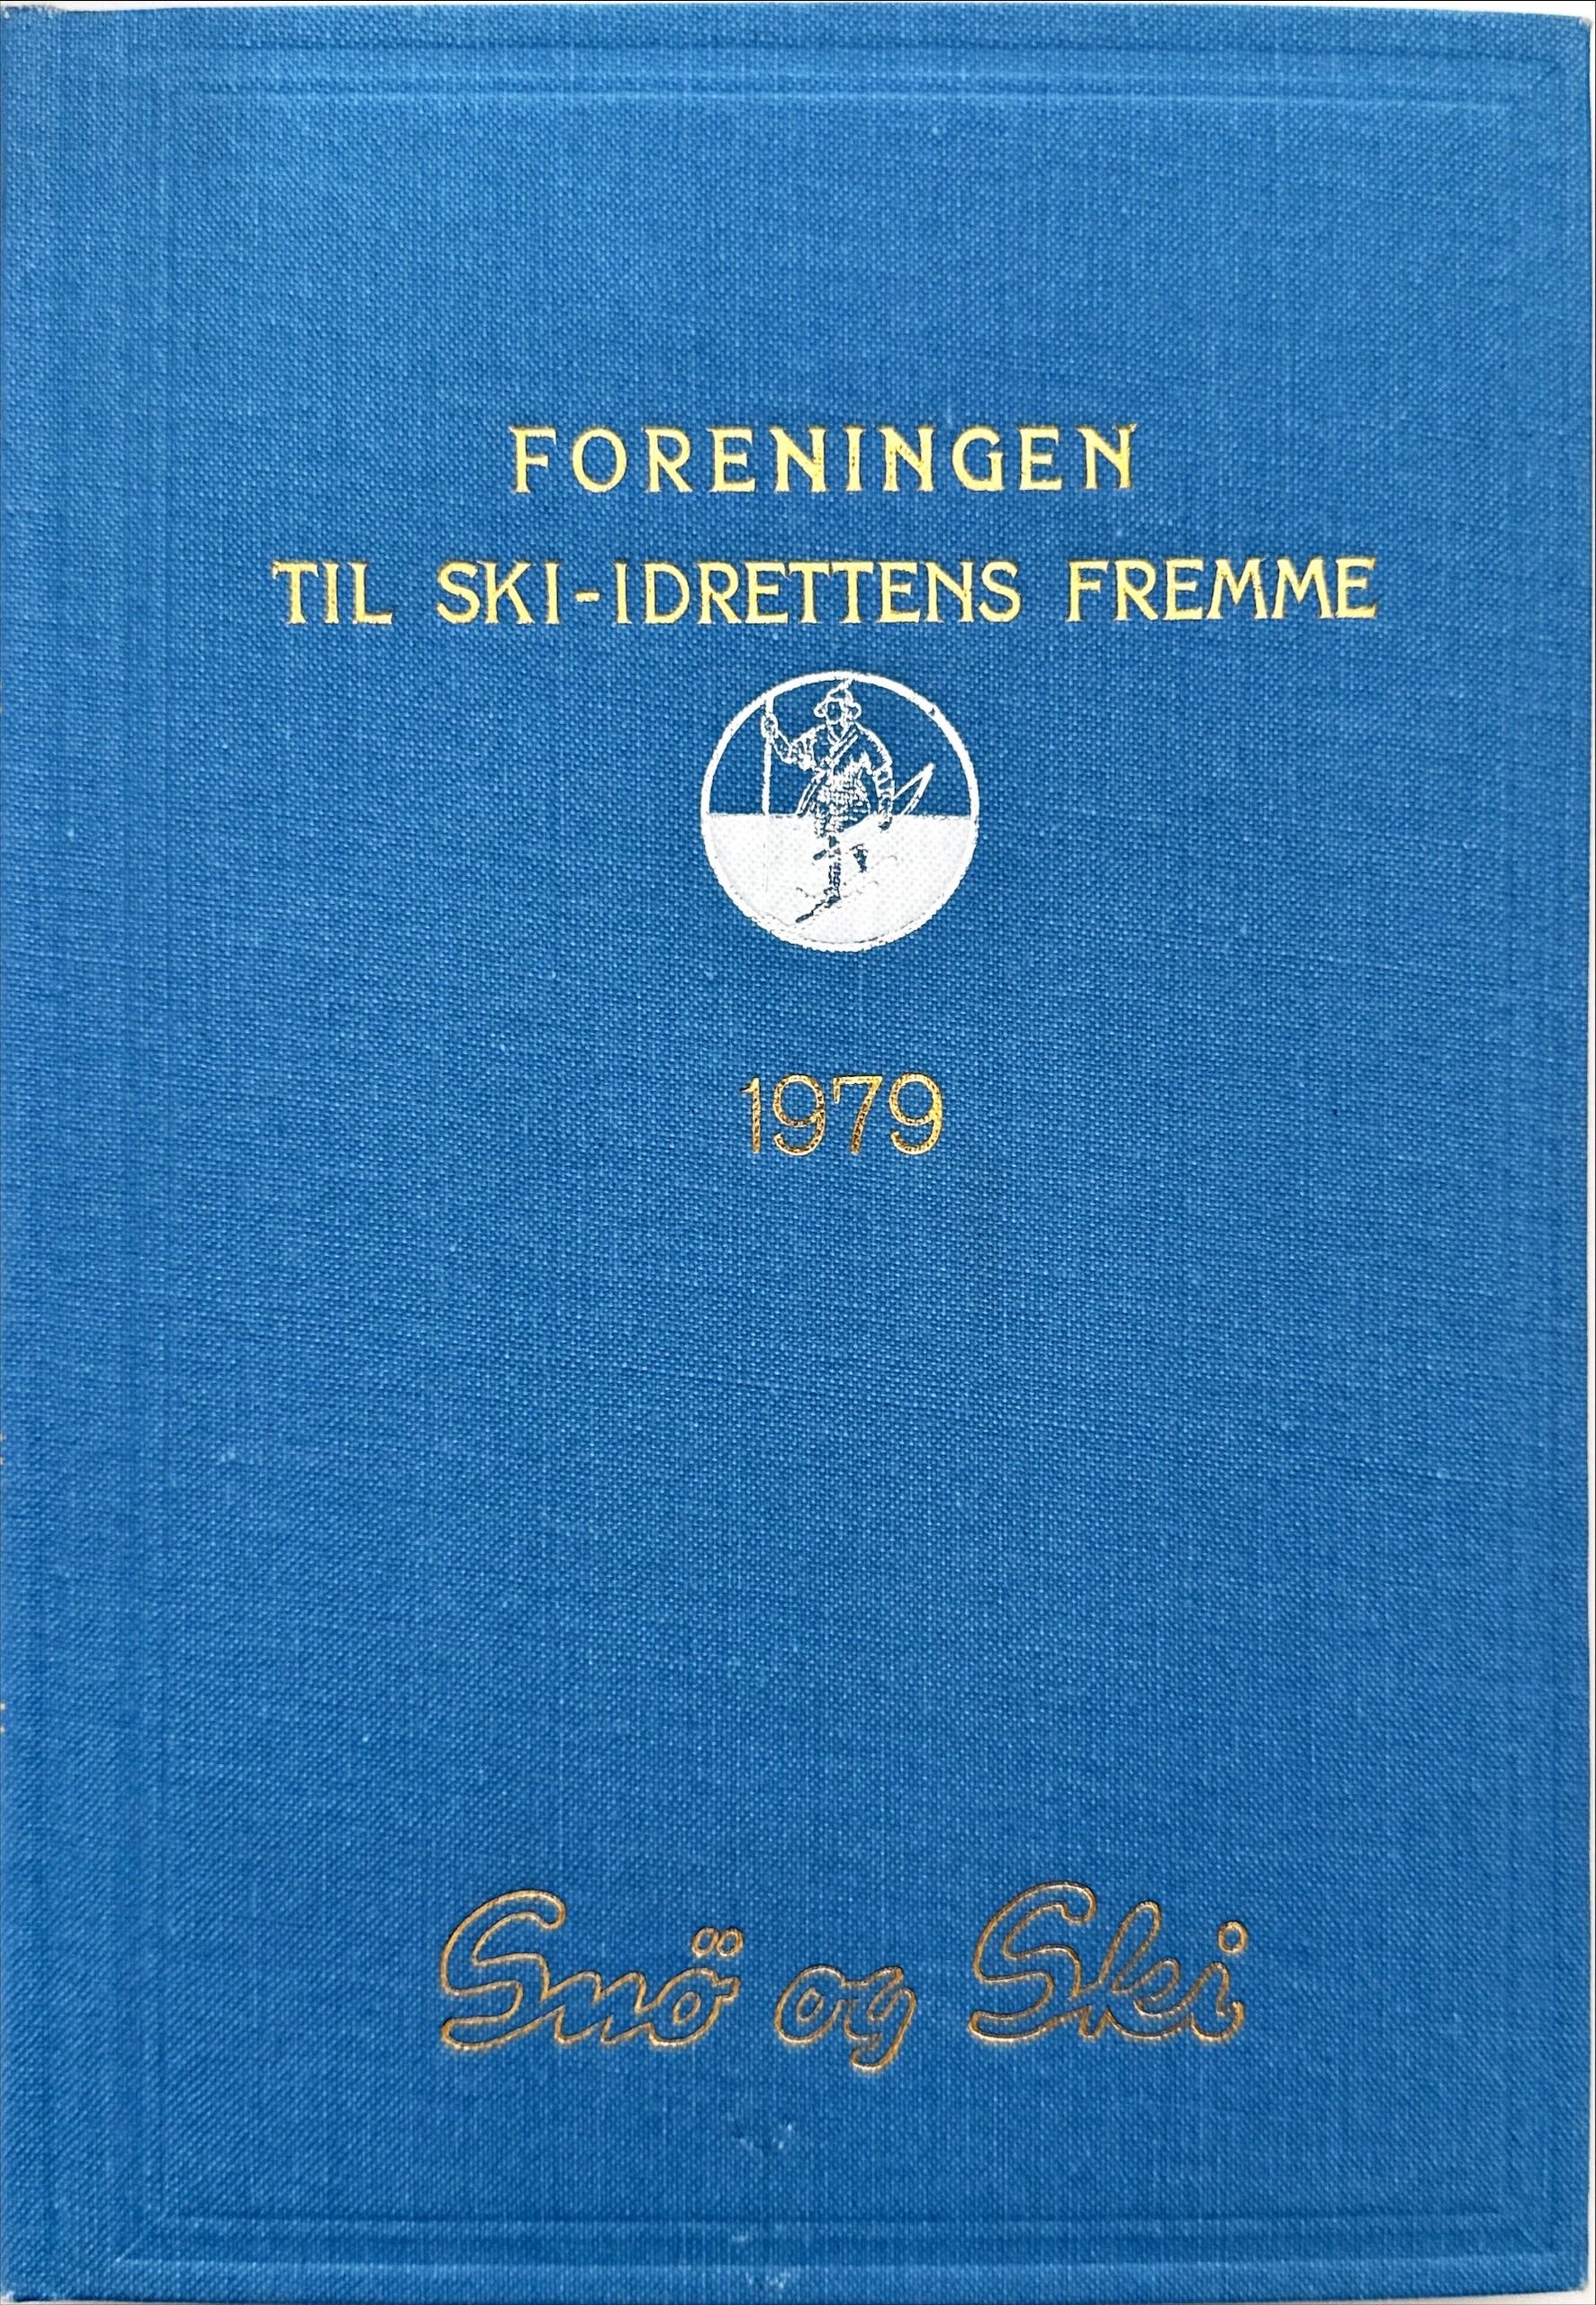 FORENINGEN
TIL SKI-IDRETTENS FREMME
1979
Snö og Ski